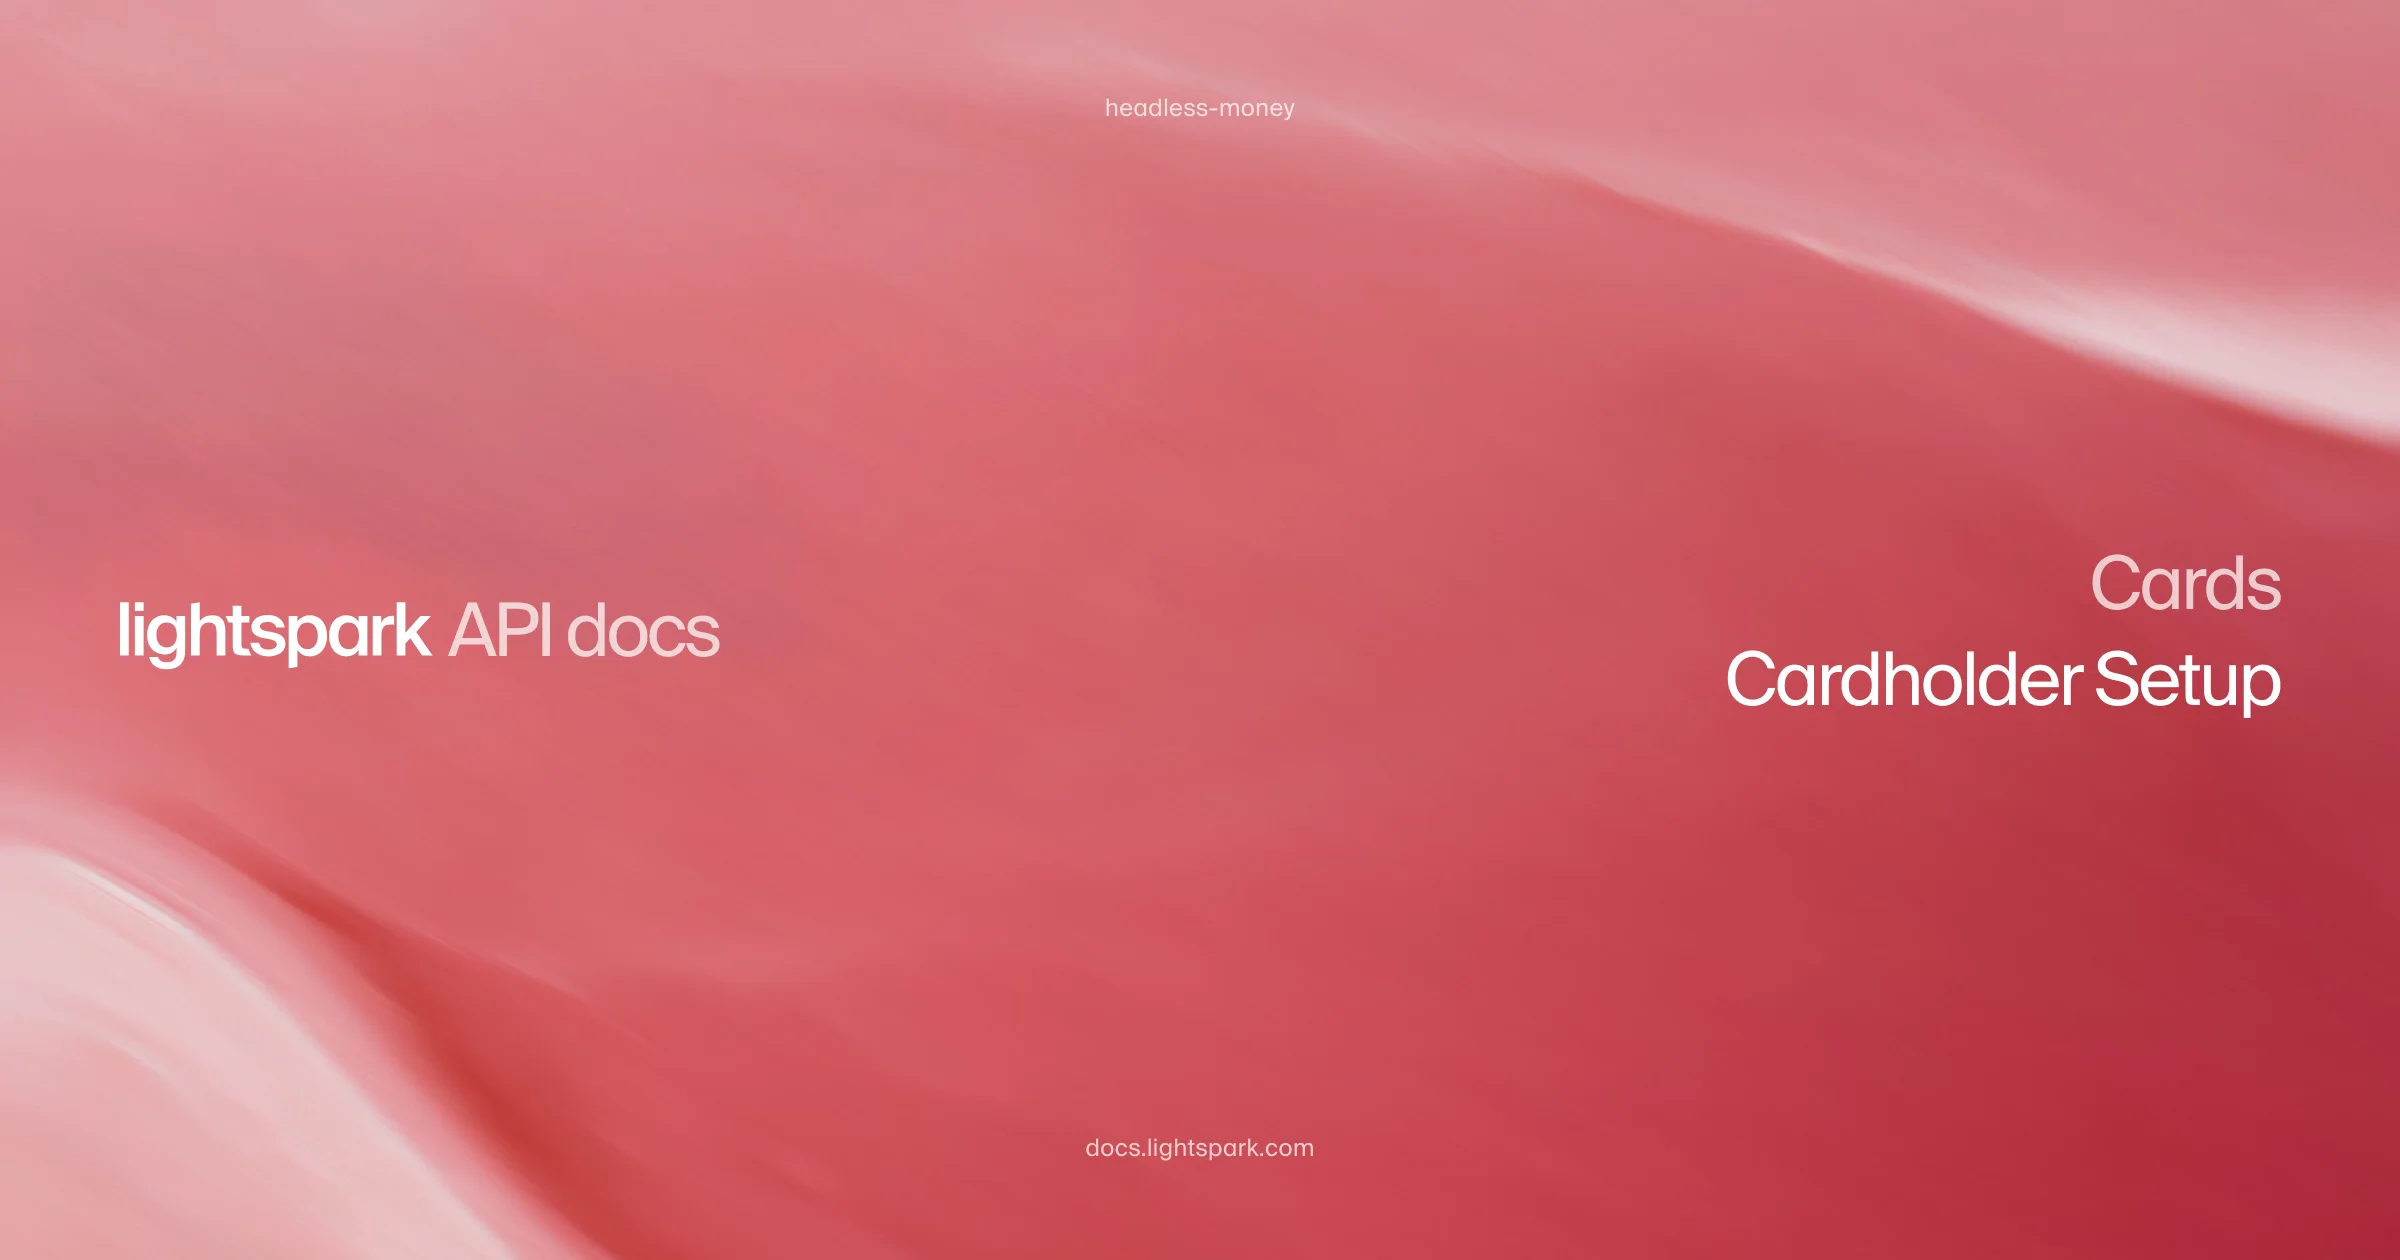 headless-money
lightspark API docs
Cards
Cardholder Setup
docs.lightspark.com